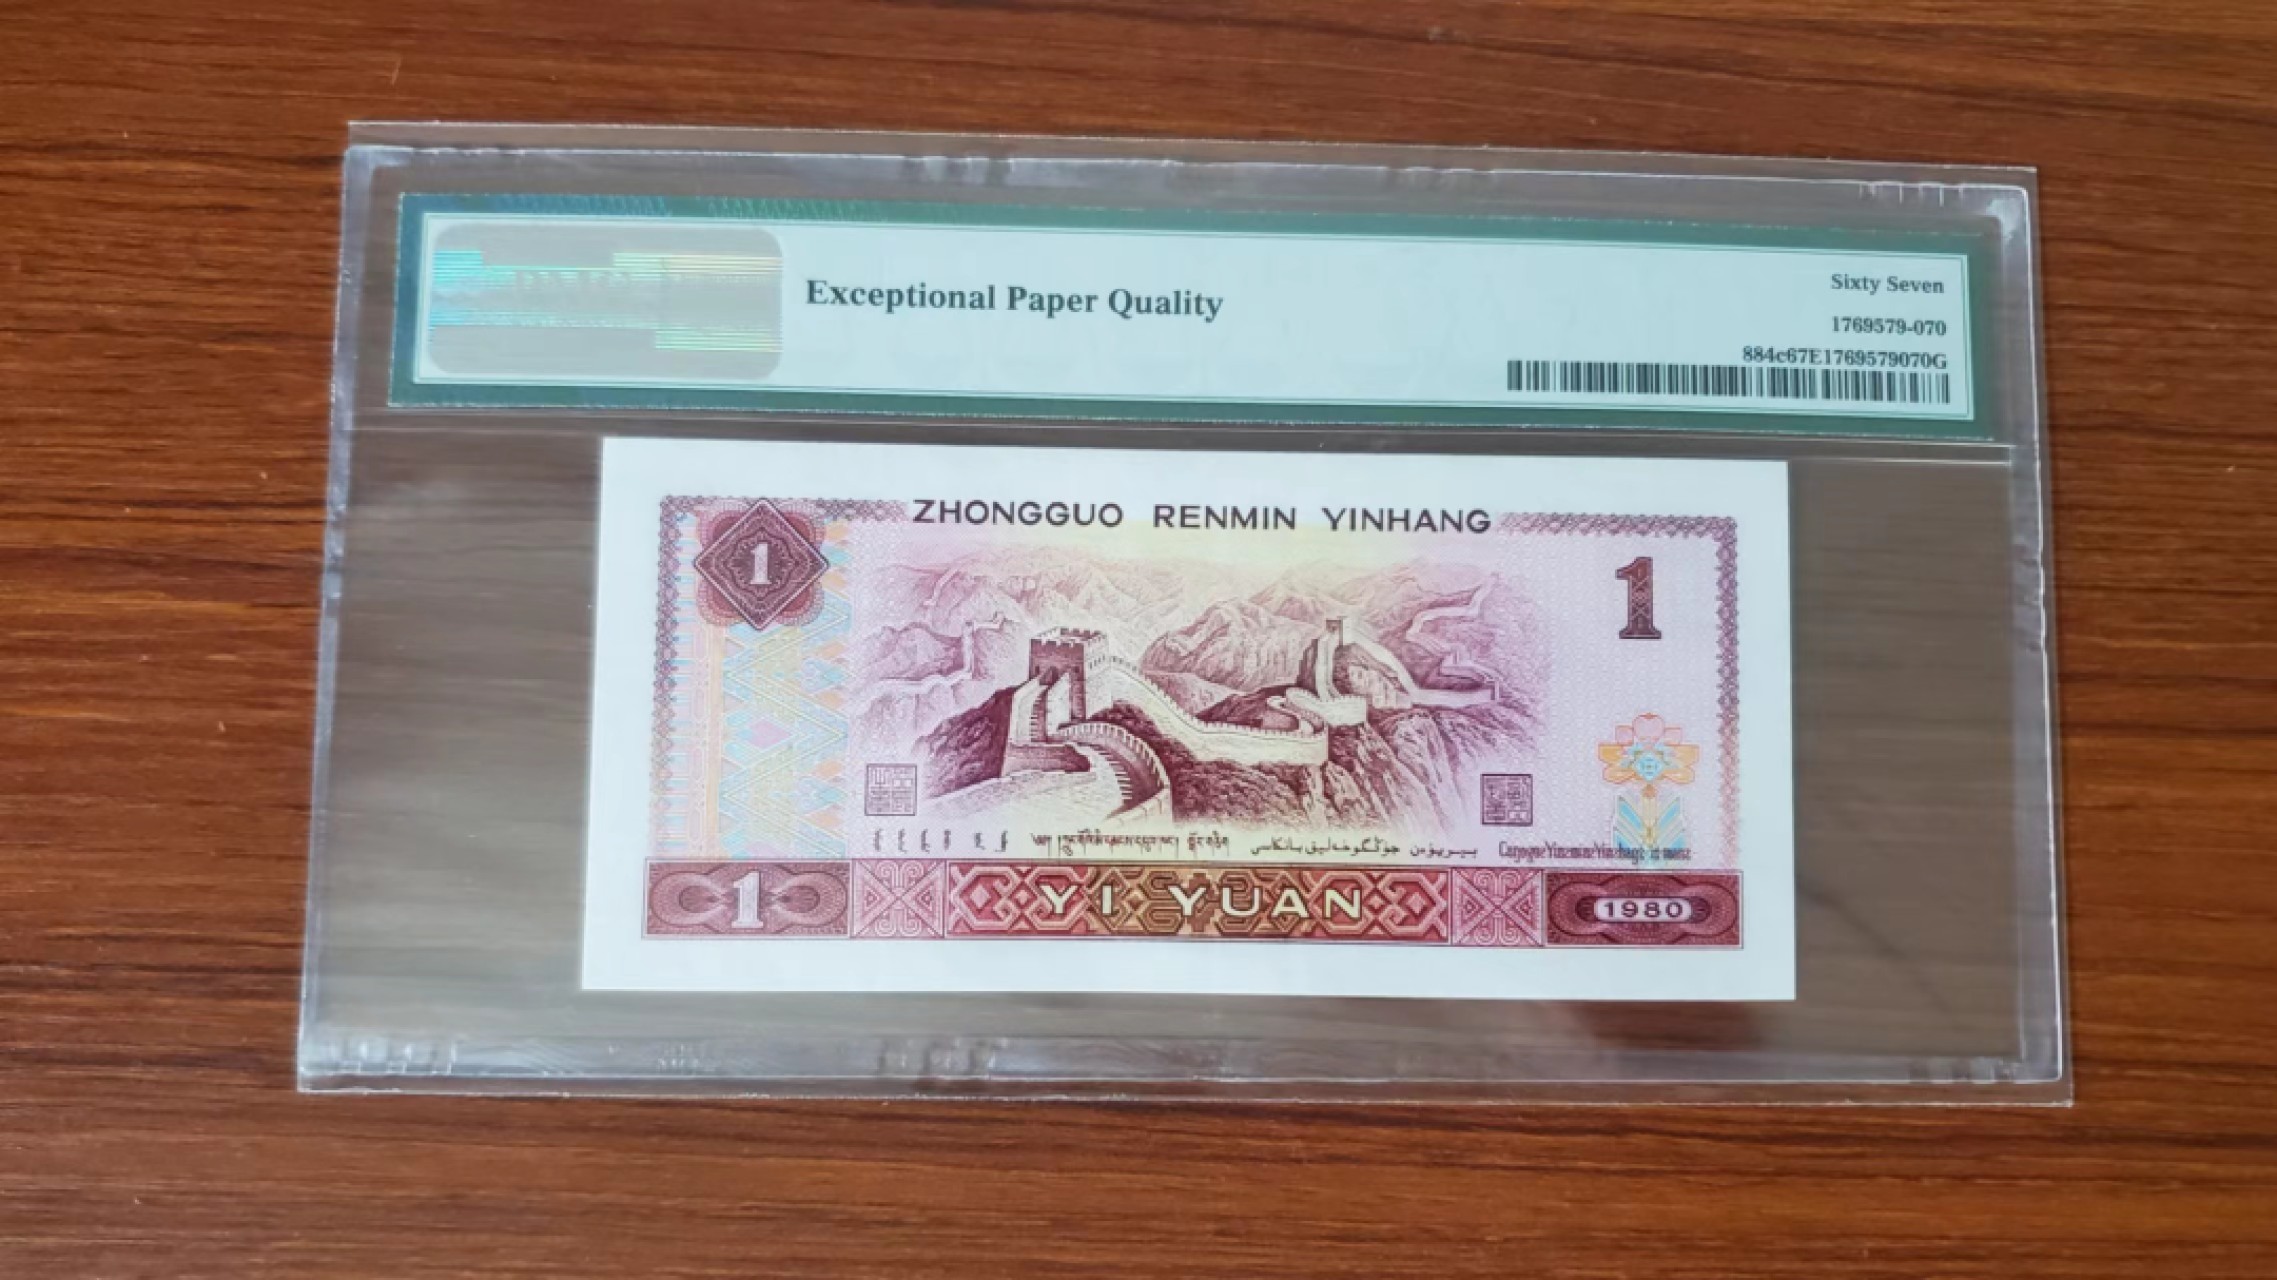 Exceptional Paper Quality
Sixty Seven
1769579-070
884c67E1769579070G
ZHONGGUO RENMIN YINHANG
1
1
1
YI YUAN
1980